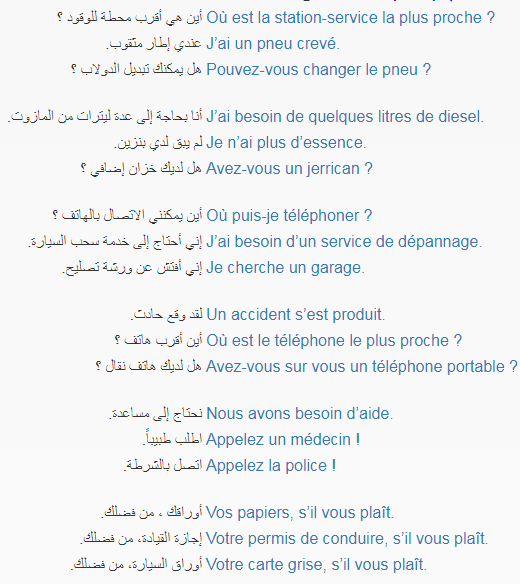 أين هي أقرب محطة للوقود ؟ Où est la station-service la plus proche ?
عندي إطار مثقوب. J’ai un pneu crevé.
هل يمكنك تبديل الدولاب ؟ Pouvez-vous changer le pneu ?
أنا بحاجة إلى عدة ليترات من المازوت. J’ai besoin de quelques litres de diesel.
لم يبق لدي بنزين. Je n’ai plus d’essence.
هل لديك خزان إضافي ؟ Avez-vous un jerrican ?
أين يمكنني الاتصال بالهاتف ؟ Où puis-je téléphoner ?
إني أحتاج إلى خدمة سحب السيارة. J’ai besoin d’un service de dépannage.
إني أفتش عن ورشة تصليح. Je cherche un garage.
لقد وقع حادث. Un accident s’est produit.
أين أقرب هاتف ؟ Où est le téléphone le plus proche ?
هل لديك هاتف نقال ؟ Avez-vous sur vous un téléphone portable ?
نحتاج إلى مساعدة. Nous avons besoin d’aide.
اطلب طبيباً. Appelez un médecin !
اتصل بالشرطة. Appelez la police !
أوراقك ، من فضلك. Vos papiers, s’il vous plaît.
إجازة القيادة، من فضلك. Votre permis de conduire, s’il vous plaît.
أوراق السيارة، من فضلك. Votre carte grise, s’il vous plaît.